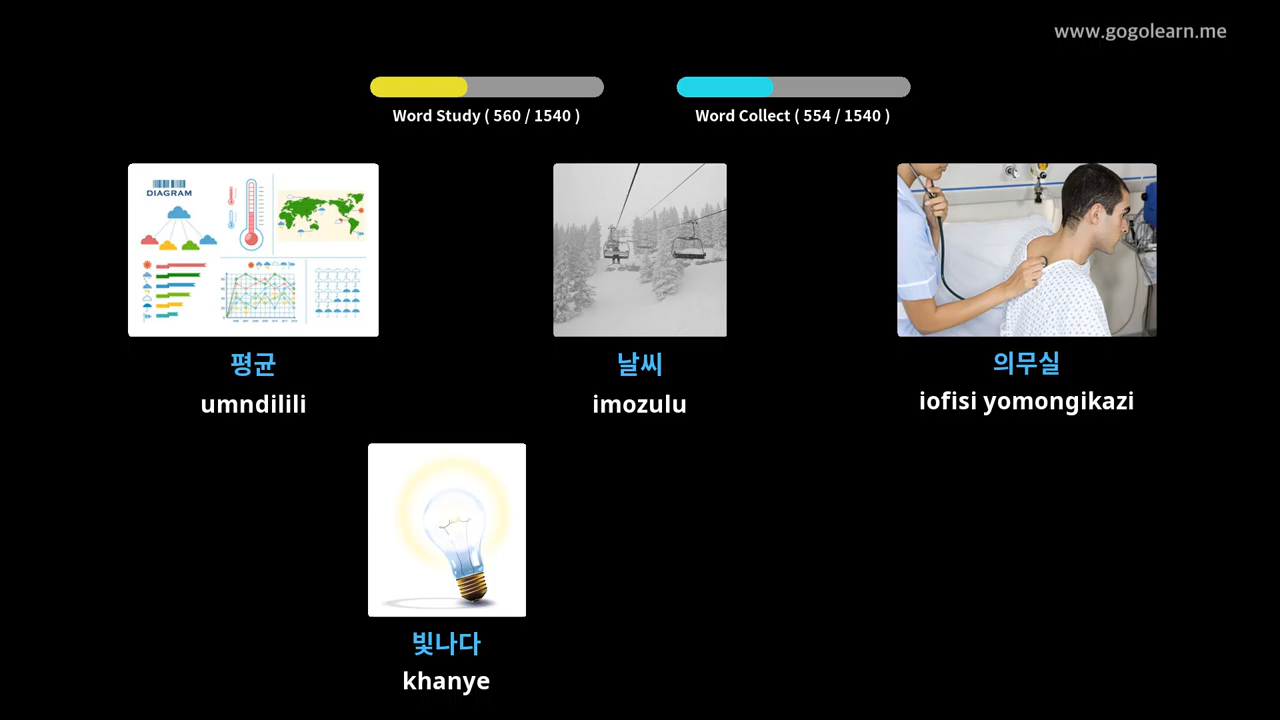 www.gogolearn.me
Word Study ( 560 / 1540 )
Word Collect ( 554 / 1540 )
DIAGRAM
평균
umndilili
날씨
imozulu
의무실
iofisi yomongikazi
빛나다
khanye